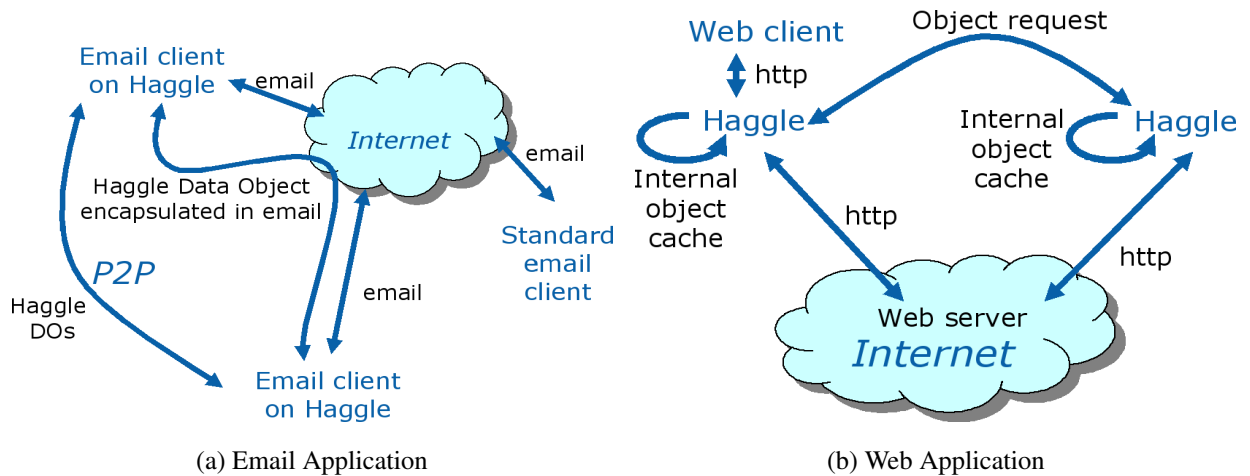 Email client
on Haggle
email
Internet
email
Haggle Data Object
encapsulated in email
Standard
email
client
P2P
Haggle
DOs
email
Email client
on Haggle
(a) Email Application
Object request
Web client
http
Haggle
Internal
object
cache
Haggle
Internal
object
cache
http
http
Web server
Internet
(b) Web Application